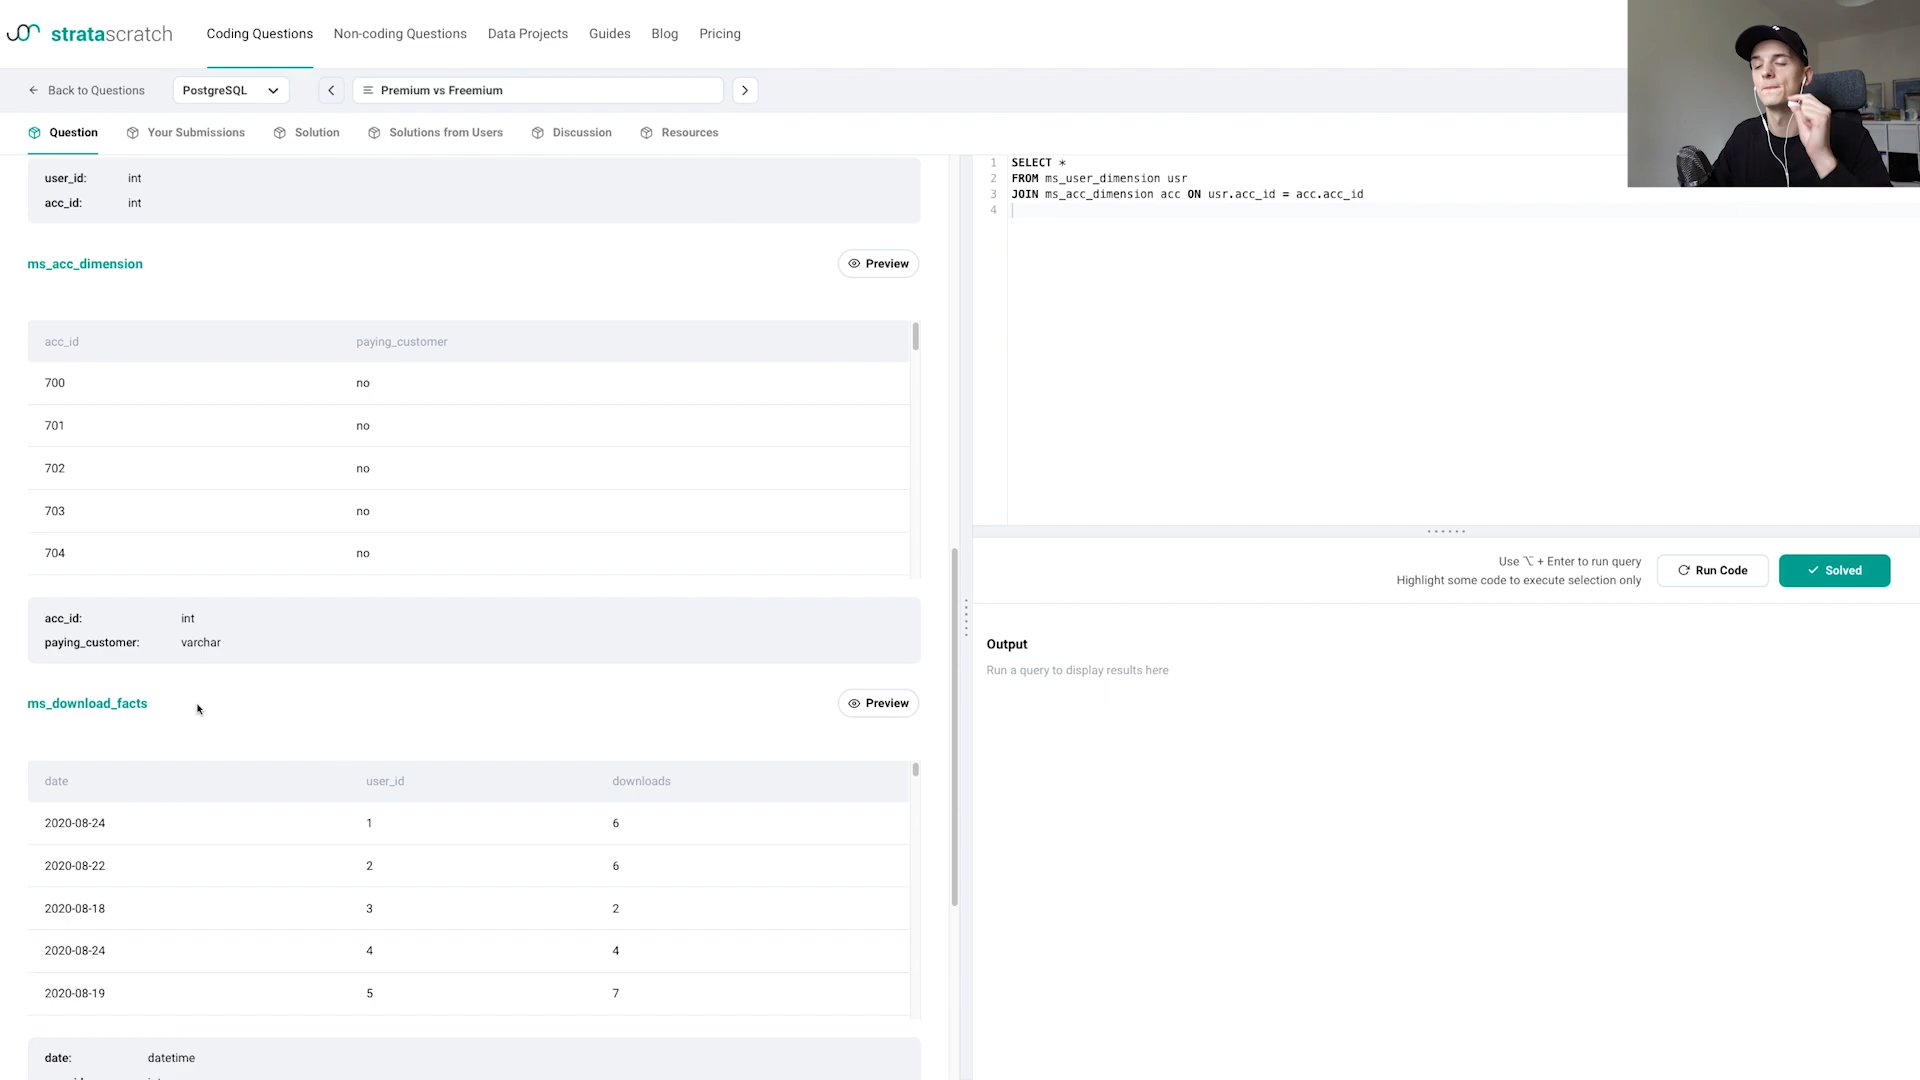 stratascratch
Coding Questions
Non-coding Questions
Data Projects
Guides
Blog
Pricing
Back to Questions
PostgreSQL
Premium vs Freemium
Question
Your Submissions
Solution
Solutions from Users
Discussion
Resources
user_id: int
acc_id: int
ms_acc_dimension
Preview
acc_id paying_customer
700 no
701 no
702 no
703 no
704 no
acc_id: int
paying_customer: varchar
ms_download_facts
Preview
date user_id downloads
2020-08-24 1 6
2020-08-22 2 6
2020-08-18 3 2
2020-08-24 4 4
2020-08-19 5 7
date: datetime
1 SELECT *
2 FROM ms_user_dimension usr
3 JOIN ms_acc_dimension acc ON usr.acc_id = acc.acc_id
4
Use ⌥ + Enter to run query
Highlight some code to execute selection only
Run Code
Solved
Output
Run a query to display results here